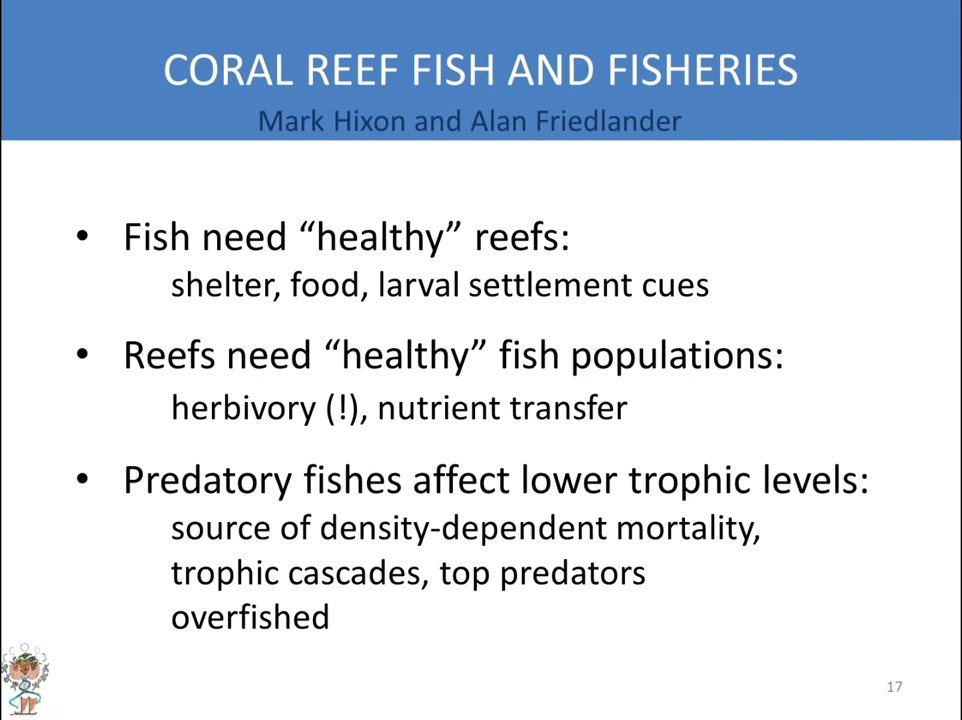 CORAL REEF FISH AND FISHERIES
Mark Hixon and Alan Friedlander
• Fish need “healthy” reefs:
shelter, food, larval settlement cues
• Reefs need “healthy” fish populations:
herbivory (!), nutrient transfer
• Predatory fishes affect lower trophic levels:
source of density-dependent mortality,
trophic cascades, top predators
overfished
17